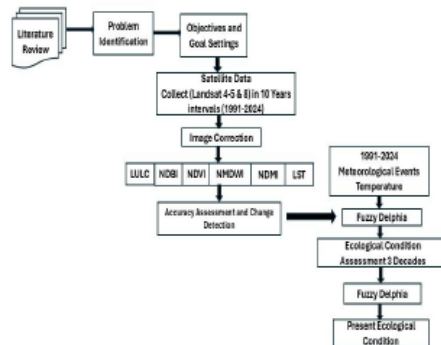 Literature
Review
Problem
Identification
Objectives and
Goal Settings
Satellite Data
Collect (Landsat 4-5 & 8) in 10 Years
intervals (1991-2024)
Image Correction
LULC NDBI NDVI NMDWI NDMI LST
Accuracy Assessment and Change
Detection
1991-2024
Meteorological Events
Temperature
Fuzzy Delphia
Ecological Condition
Assessment 3 Decades
Fuzzy Delphia
Present Ecological
Condition